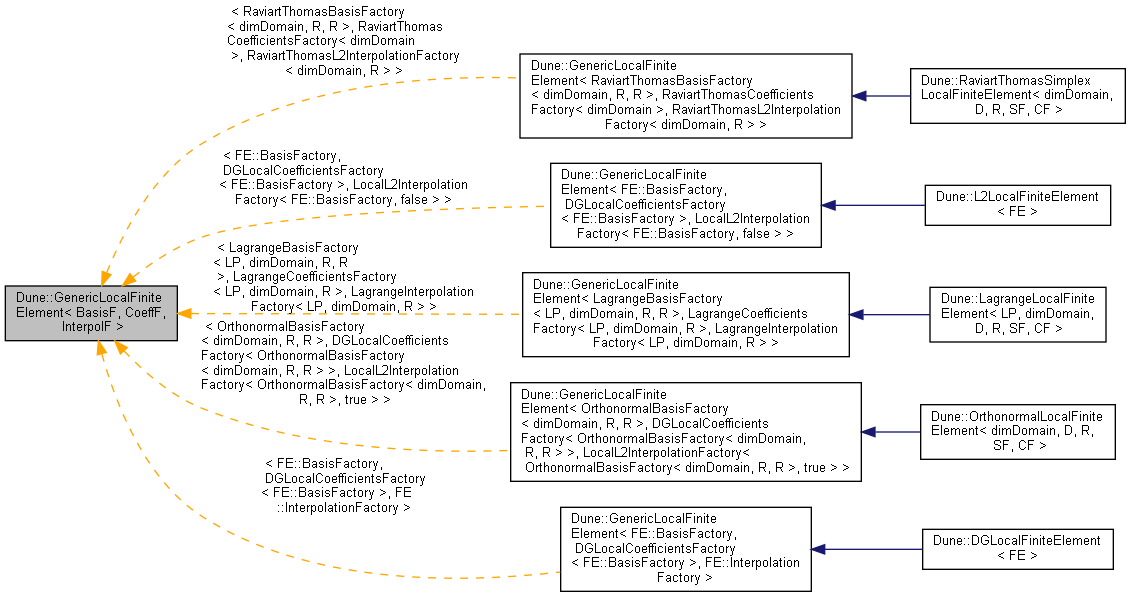 < RaviartThomasBasisFactory
< dimDomain, R, R >, RaviartThomas
CoefficientsFactory< dimDomain
>, RaviartThomasL2InterpolationFactory
< dimDomain, R > >
Dune::GenericLocalFinite
Element< RaviartThomasBasisFactory
< dimDomain, R, R >, RaviartThomasCoefficients
Factory< dimDomain >, RaviartThomasL2Interpolation
Factory< dimDomain, R > >
Dune::RaviartThomasSimplex
LocalFiniteElement< dimDomain,
D, R, SF, CF >
< FE::BasisFactory,
DGLocalCoefficientsFactory
< FE::BasisFactory >, LocalL2Interpolation
Factory< FE::BasisFactory, false > >
Dune::GenericLocalFinite
Element< FE::BasisFactory,
DGLocalCoefficientsFactory
< FE::BasisFactory >, LocalL2Interpolation
Factory< FE::BasisFactory, false > >
Dune::L2LocalFiniteElement
< FE >
Dune::GenericLocalFinite
Element< BasisF, CoeffF,
InterpolF >
< LagrangeBasisFactory
< LP, dimDomain, R, R
>, LagrangeCoefficientsFactory
< LP, dimDomain, R >, LagrangeInterpolation
Factory< LP, dimDomain, R > >
Dune::GenericLocalFinite
Element< LagrangeBasisFactory
< LP, dimDomain, R, R >, LagrangeCoefficients
Factory< LP, dimDomain, R >, LagrangeInterpolation
Factory< LP, dimDomain, R > >
Dune::LagrangeLocalFinite
Element< LP, dimDomain,
D, R, SF, CF >
< OrthonormalBasisFactory
< dimDomain, R, R >, DGLocalCoefficients
Factory< OrthonormalBasisFactory
< dimDomain, R, R > >, LocalL2Interpolation
Factory< OrthonormalBasisFactory< dimDomain,
R, R >, true > >
Dune::GenericLocalFinite
Element< OrthonormalBasisFactory
< dimDomain, R, R >, DGLocalCoefficients
Factory< OrthonormalBasisFactory< dimDomain,
R, R > >, LocalL2InterpolationFactory<
OrthonormalBasisFactory< dimDomain, R, R >, true > >
Dune::OrthonormalLocalFinite
Element< dimDomain, D, R,
SF, CF >
< FE::BasisFactory,
DGLocalCoefficientsFactory
< FE::BasisFactory >, FE
::InterpolationFactory >
Dune::GenericLocalFinite
Element< FE::BasisFactory,
DGLocalCoefficientsFactory
< FE::BasisFactory >, FE::Interpolation
Factory >
Dune::DGLocalFiniteElement
< FE >